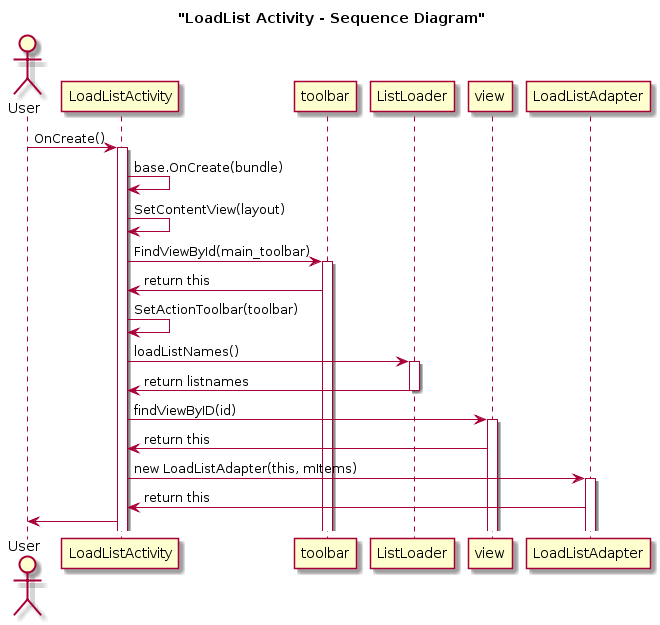 "LoadList Activity - Sequence Diagram"
User
LoadListActivity
toolbar
ListLoader
view
LoadListAdapter
OnCreate()
base.OnCreate(bundle)
SetContentView(layout)
FindViewById(main_toolbar)
return this
SetActionToolbar(toolbar)
loadListNames()
return listnames
findViewByID(id)
return this
new LoadListAdapter(this, mItems)
return this
User
LoadListActivity
toolbar
ListLoader
view
LoadListAdapter